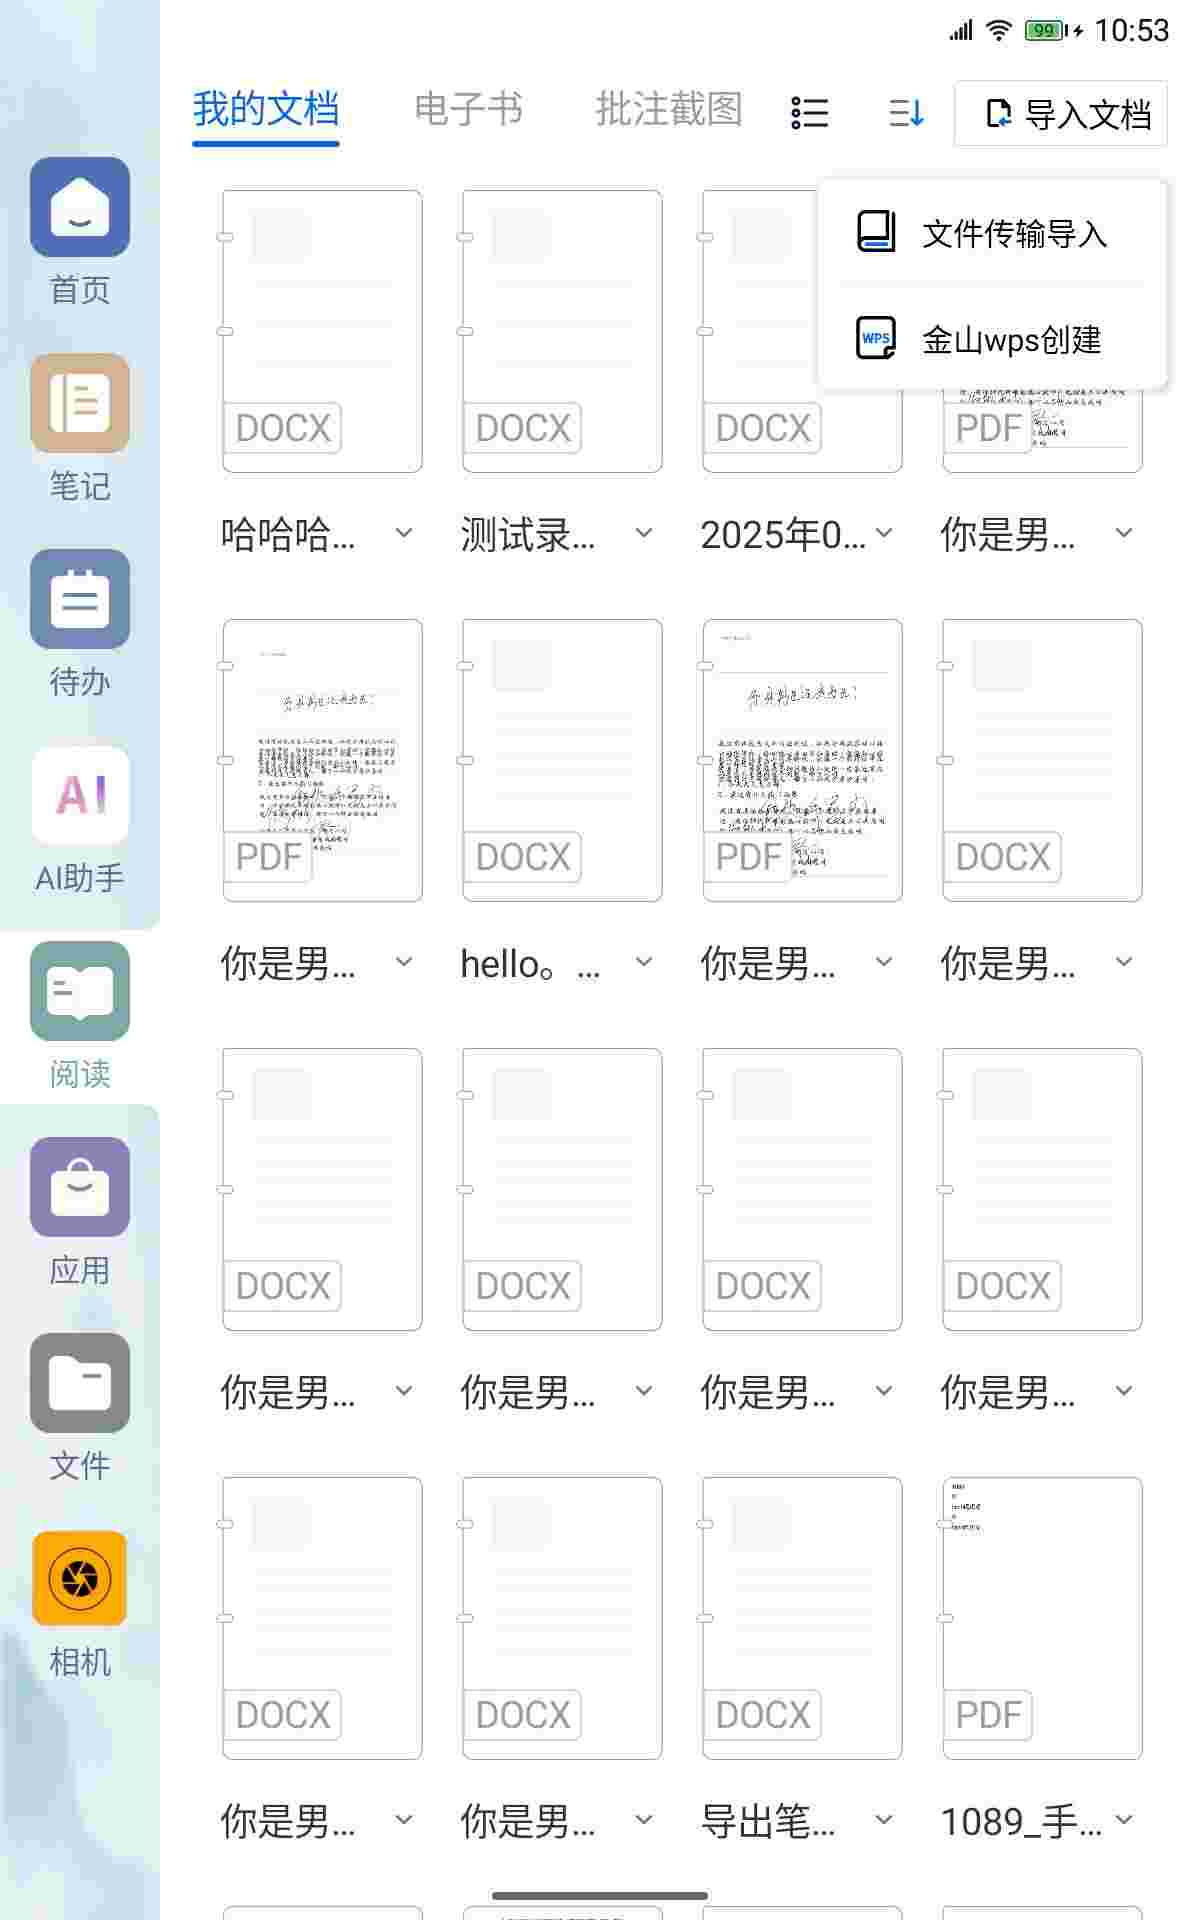 99 10:53
我的文档 电子书 批注截图 导入文档
文件传输导入
WPS 金山wps创建
首页
笔记
待办
AI
AI助手
阅读
应用
文件
相机
DOCX DOCX DOCX PDF
哈哈哈... 测试录... 2025年0... 你是男...
PDF DOCX PDF DOCX
你是男... hello。... 你是男... 你是男...
DOCX DOCX DOCX DOCX
你是男... 你是男... 你是男... 你是男...
DOCX DOCX DOCX PDF
你是男... 你是男... 导出笔... 1089_手...